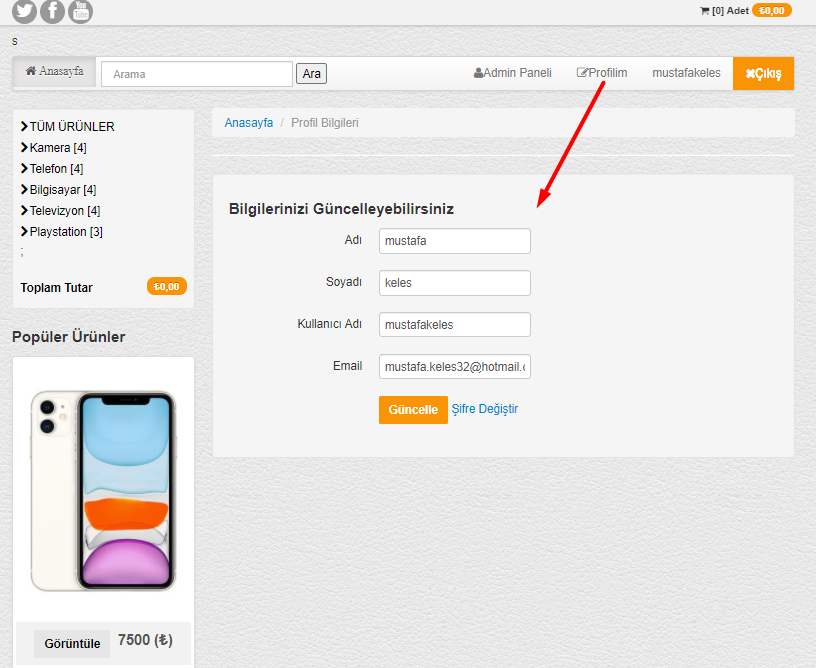 You
Tube
[0] Adet ₺0,00
s
Anasayfa
Arama
Ara
Admin Paneli
Profilim
mustafakeles
Çıkış
TÜM ÜRÜNLER
Kamera [4]
Telefon [4]
Bilgisayar [4]
Televizyon [4]
Playstation [3]
;
Toplam Tutar ₺0,00
Popüler Ürünler
Görüntüle 7500 (₺)
Anasayfa / Profil Bilgileri
Bilgilerinizi Güncelleyebilirsiniz
Adı mustafa
Soyadı keles
Kullanıcı Adı mustafakeles
Email mustafa.keles32@hotmail.c
Güncelle Şifre Değiştir